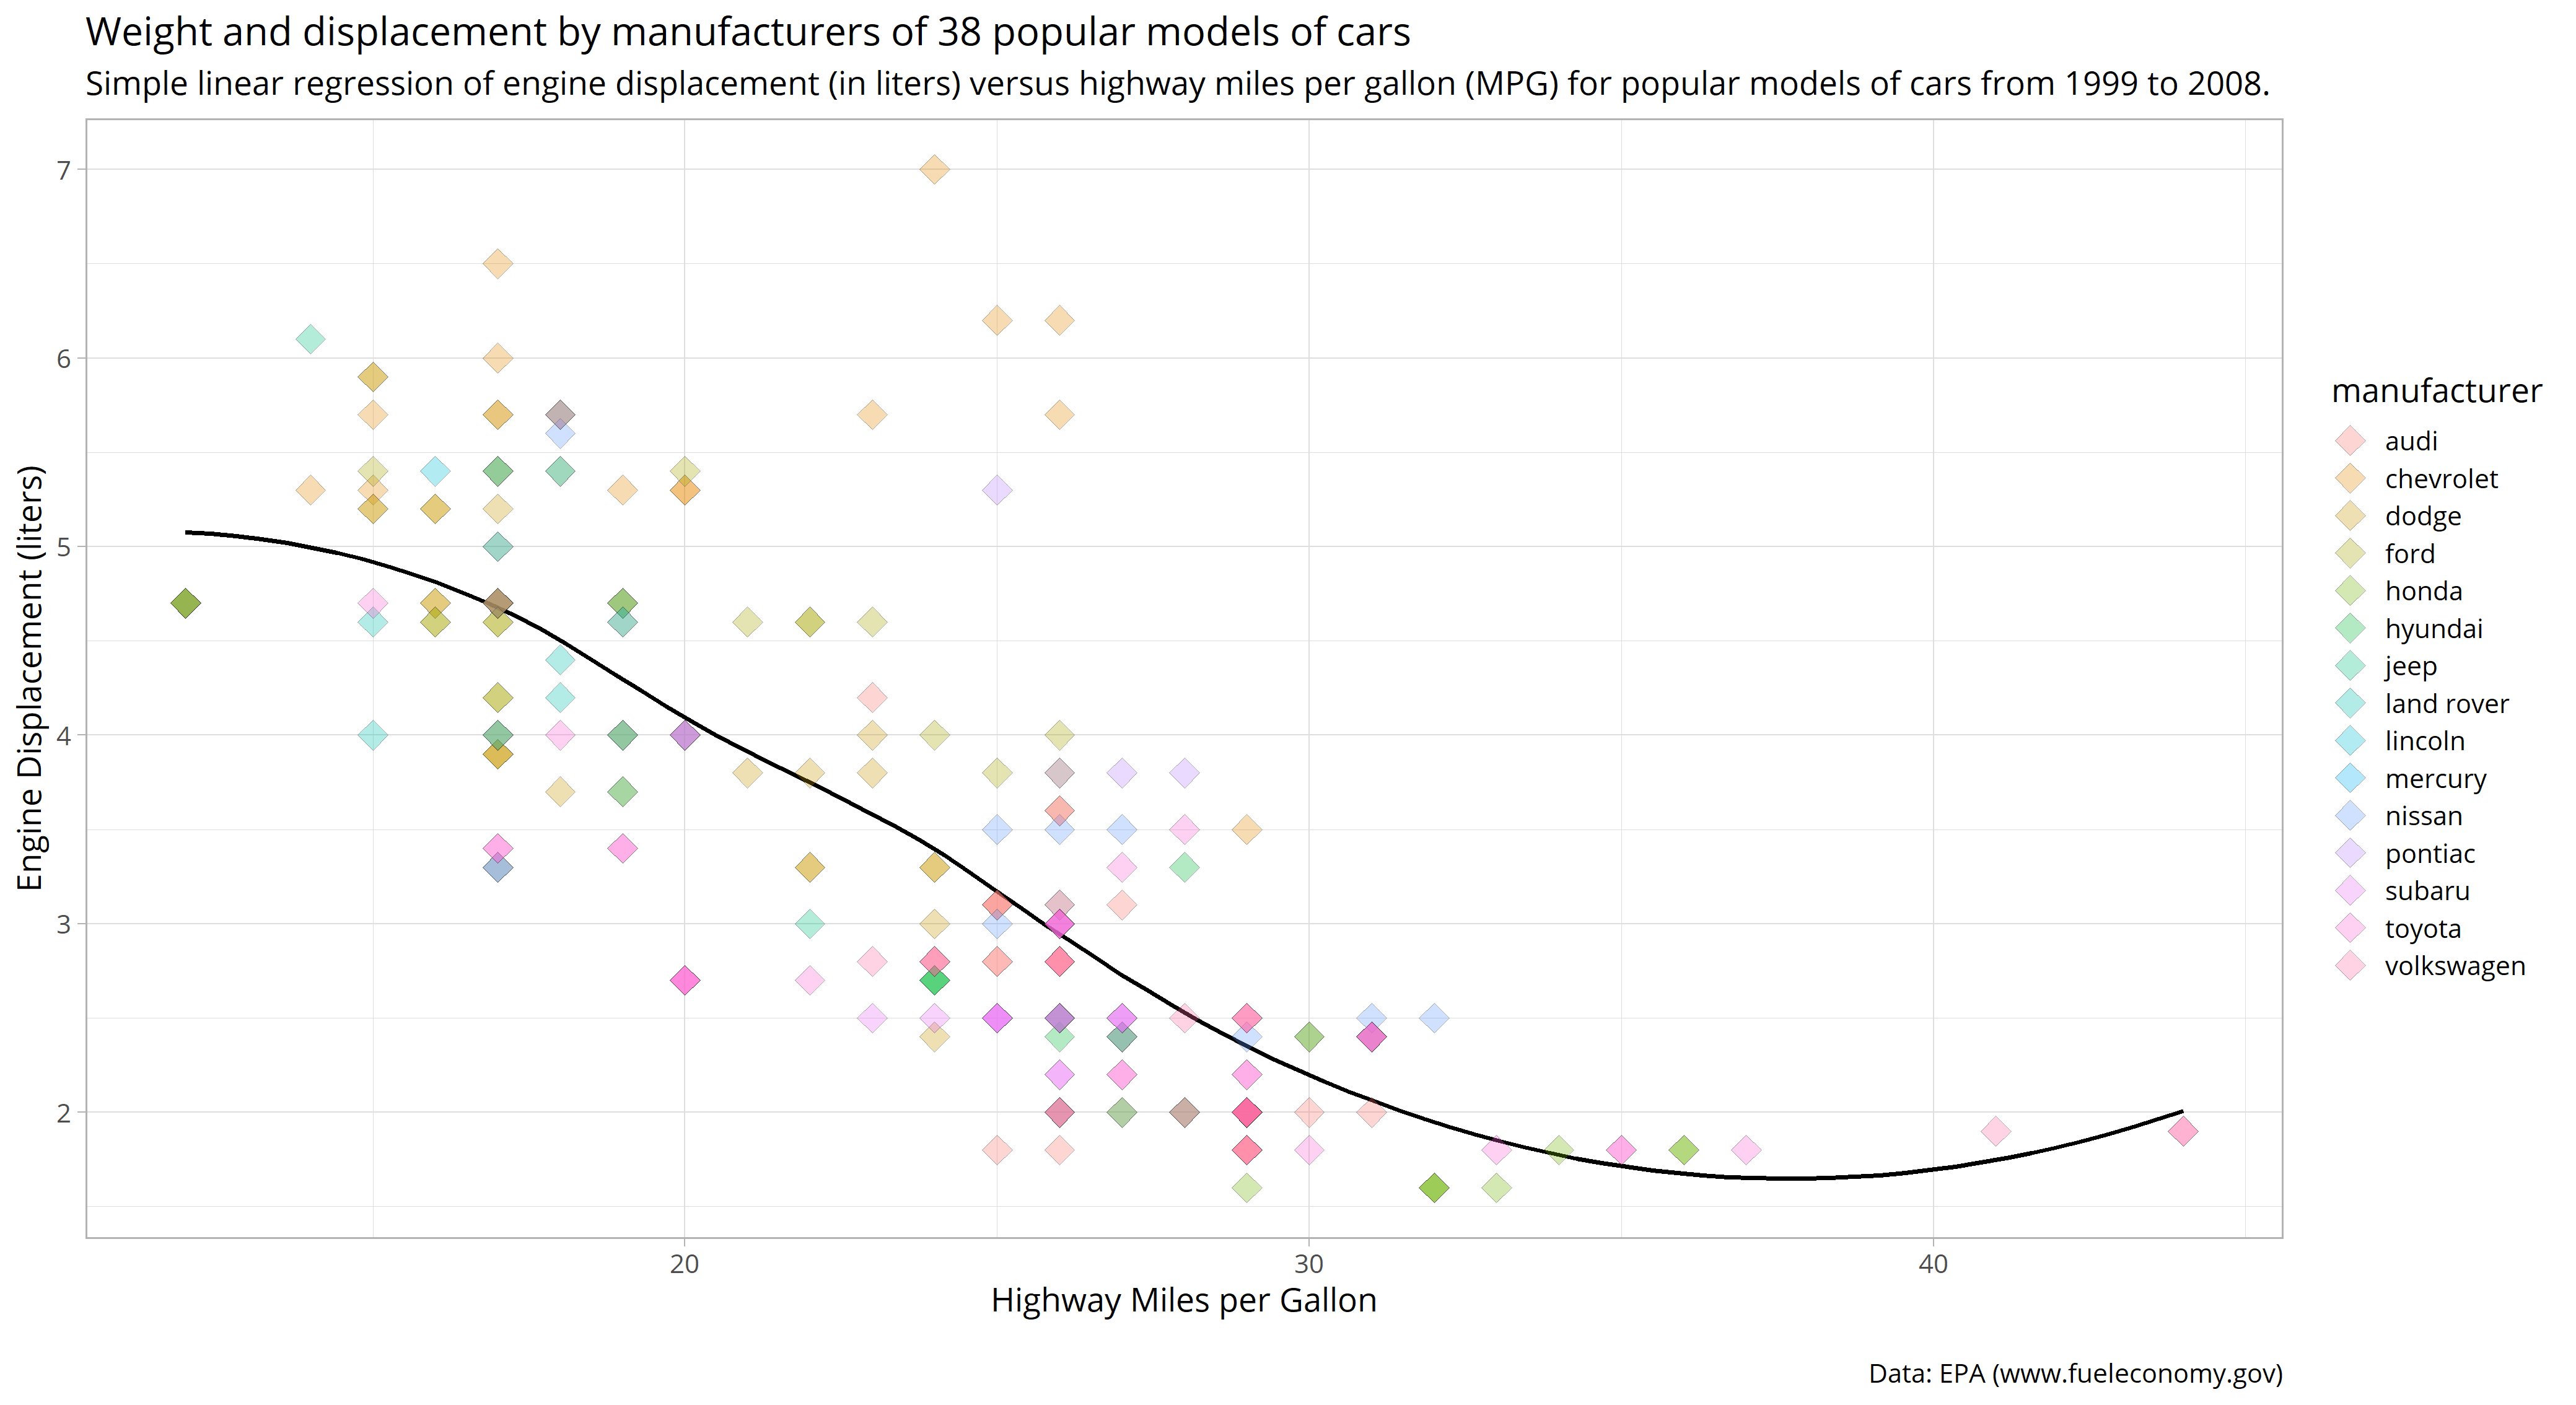 Weight and displacement by manufacturers of 38 popular models of cars
Simple linear regression of engine displacement (in liters) versus highway miles per gallon (MPG) for popular models of cars from 1999 to 2008.
Engine Displacement (liters)
7
6
5
4
3
2
20 30 40
Highway Miles per Gallon
manufacturer
audi
chevrolet
dodge
ford
honda
hyundai
jeep
land rover
lincoln
mercury
nissan
pontiac
subaru
toyota
volkswagen
Data: EPA (www.fueleconomy.gov)